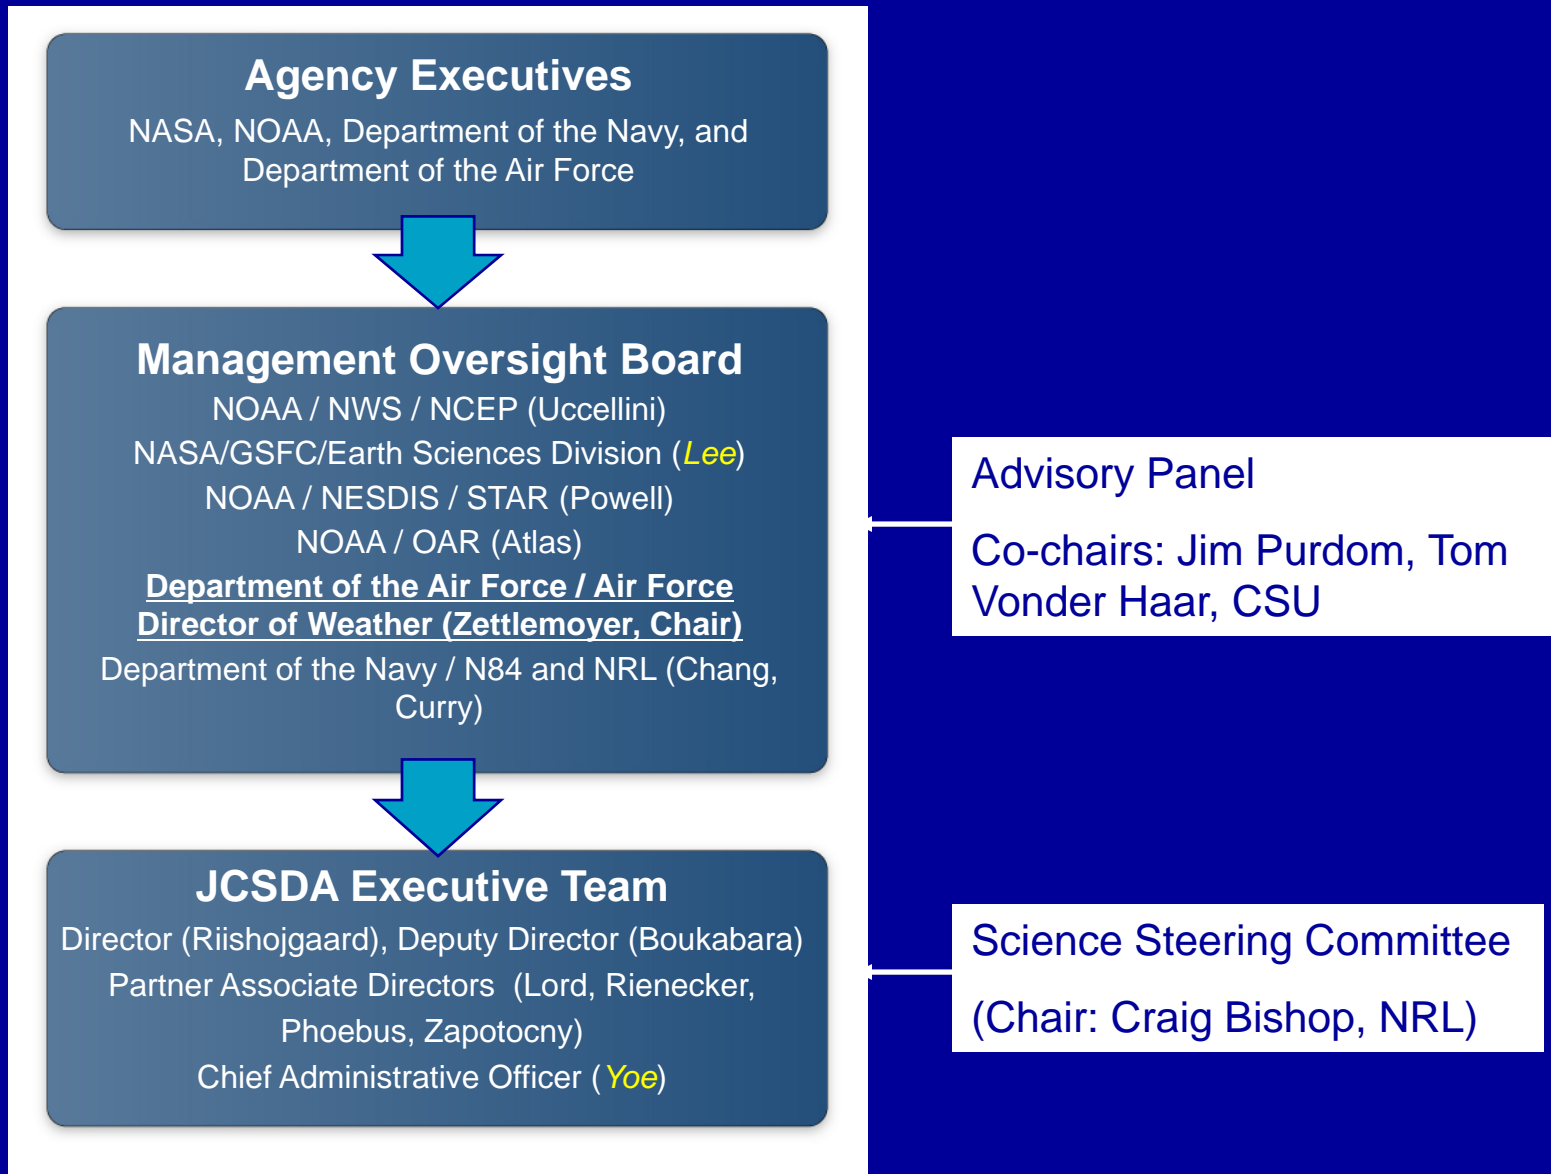 Agency Executives
NASA, NOAA, Department of the Navy, and
Department of the Air Force
Management Oversight Board
NOAA / NWS / NCEP (Uccellini)
NASA/GSFC/Earth Sciences Division (Lee)
NOAA / NESDIS / STAR (Powell)
NOAA / OAR (Atlas)
Department of the Air Force / Air Force
Director of Weather (Zettlemoyer, Chair)
Department of the Navy / N84 and NRL (Chang,
Curry)
Advisory Panel
Co-chairs: Jim Purdom, Tom
Vonder Haar, CSU
JCSDA Executive Team
Director (Riishojgaard), Deputy Director (Boukabara)
Partner Associate Directors (Lord, Rienecker,
Phoebus, Zapotocny)
Chief Administrative Officer (Yoe)
Science Steering Committee
(Chair: Craig Bishop, NRL)